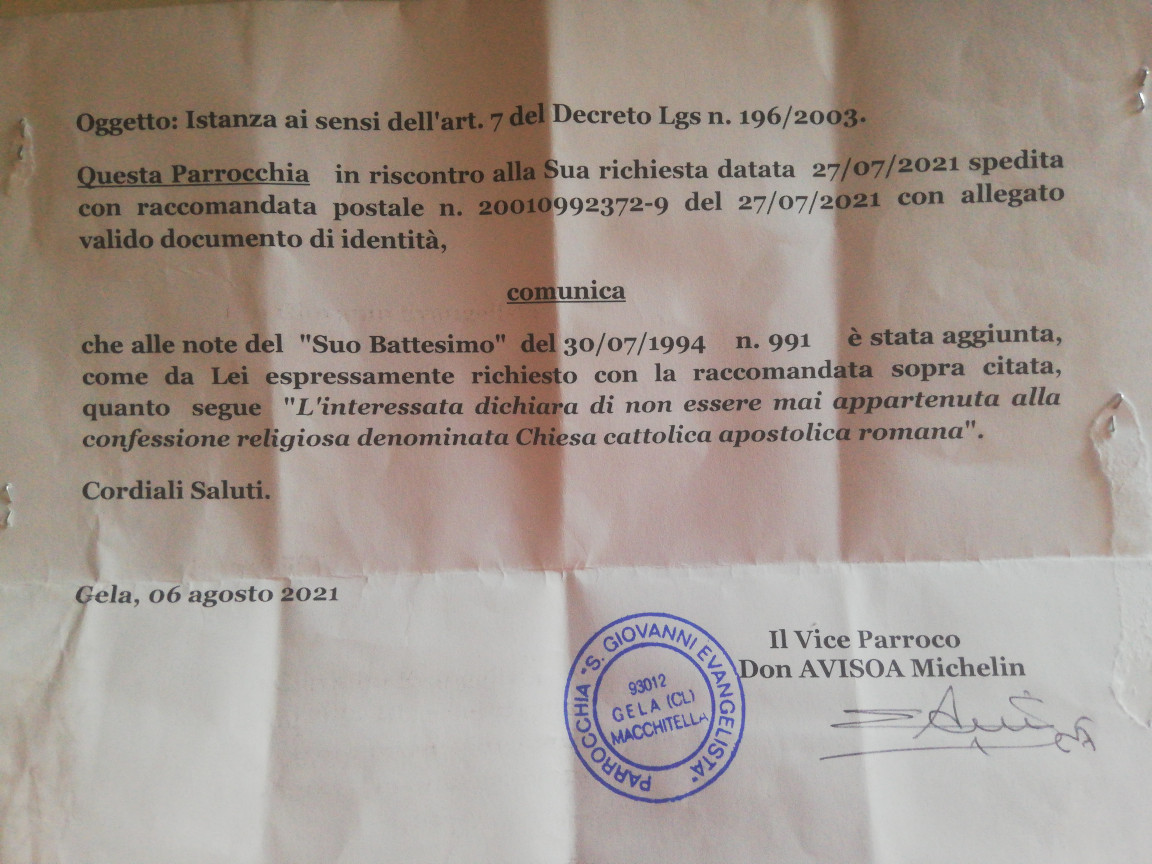 Oggetto: Istanza ai sensi dell'art. 7 del Decreto Lgs n. 196/2003.
Questa Parrocchia in riscontro alla Sua richiesta datata 27/07/2021 spedita
con raccomandata postale n. 20010992372-9 del 27/07/2021 con allegato
valido documento di identità,
comunica
che alle note del "Suo Battesimo" del 30/07/1994 n. 991 è stata aggiunta,
come da Lei espressamente richiesto con la raccomandata sopra citata,
quanto segue "L'interessata dichiara di non essere mai appartenuta alla
confessione religiosa denominata Chiesa cattolica apostolica romana".
Cordiali Saluti.
Gela, 06 agosto 2021
Il Vice Parroco
Don AVISOA Michelin
PARROCCHIA "S. GIOVANNI EVANGELISTA"
93012
GELA (CL)
MACCHITELLA